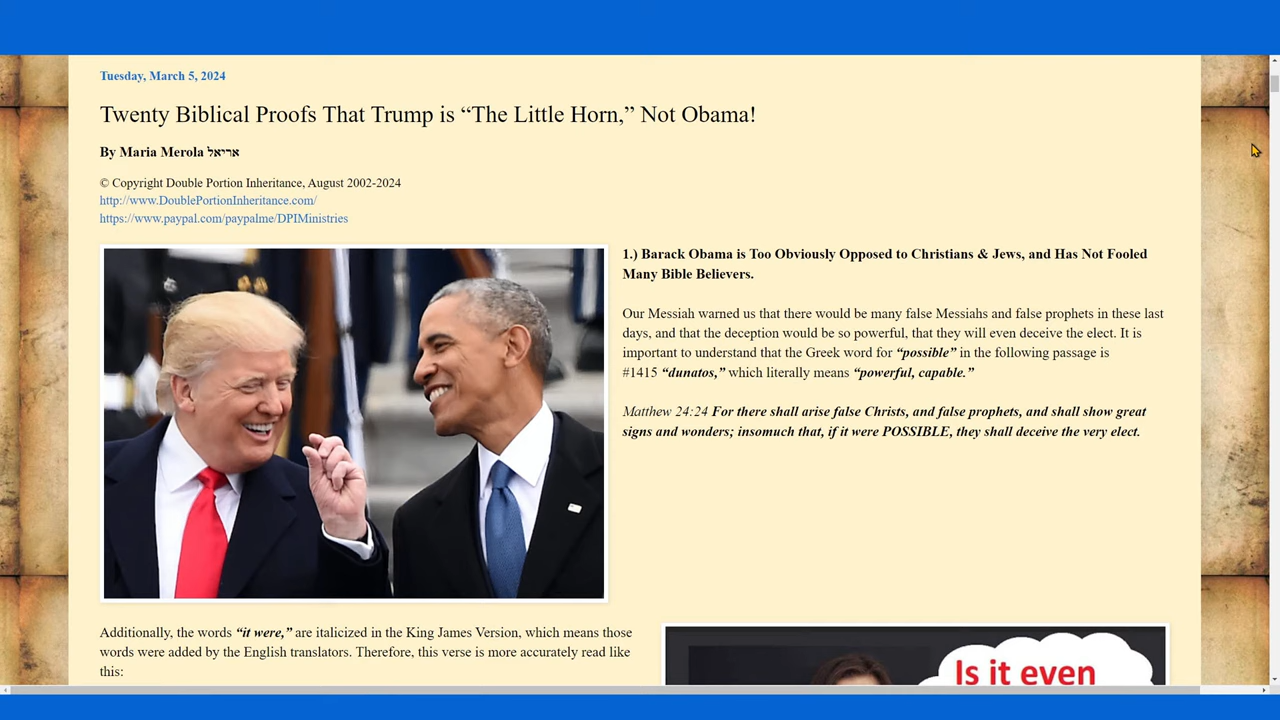 Tuesday, March 5, 2024
Twenty Biblical Proofs That Trump is “The Little Horn,” Not Obama!
By Maria Merola אריאל
© Copyright Double Portion Inheritance, August 2002-2024
http://www.DoublePortionInheritance.com/
https://www.paypal.com/paypalme/DPIMinistries
1.) Barack Obama is Too Obviously Opposed to Christians & Jews, and Has Not Fooled
Many Bible Believers.
Our Messiah warned us that there would be many false Messiahs and false prophets in these last
days, and that the deception would be so powerful, that they will even deceive the elect. It is
important to understand that the Greek word for “possible” in the following passage is
#1415 “dunatos,” which literally means “powerful, capable.”
Matthew 24:24 For there shall arise false Christs, and false prophets, and shall show great
signs and wonders; insomuch that, if it were POSSIBLE, they shall deceive the very elect.
Additionally, the words “it were,” are italicized in the King James Version, which means those
words were added by the English translators. Therefore, this verse is more accurately read like
this:
Is it even